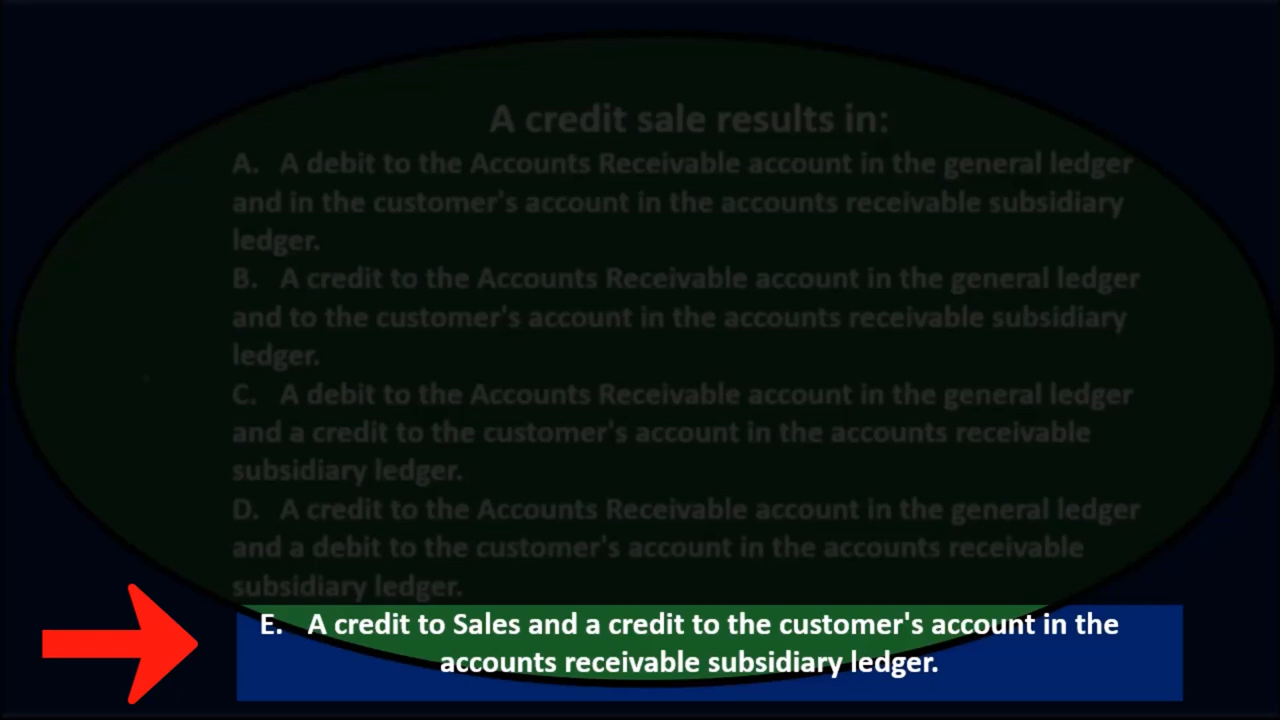 A credit sale results in:
A. A debit to the Accounts Receivable account in the general ledger
and in the customer's account in the accounts receivable subsidiary
ledger.
B. A credit to the Accounts Receivable account in the general ledger
and to the customer's account in the accounts receivable subsidiary
ledger.
C. A debit to the Accounts Receivable account in the general ledger
and a credit to the customer's account in the accounts receivable
subsidiary ledger.
D. A credit to the Accounts Receivable account in the general ledger
and a debit to the customer's account in the accounts receivable
subsidiary ledger.
E. A credit to Sales and a credit to the customer's account in the
accounts receivable subsidiary ledger.